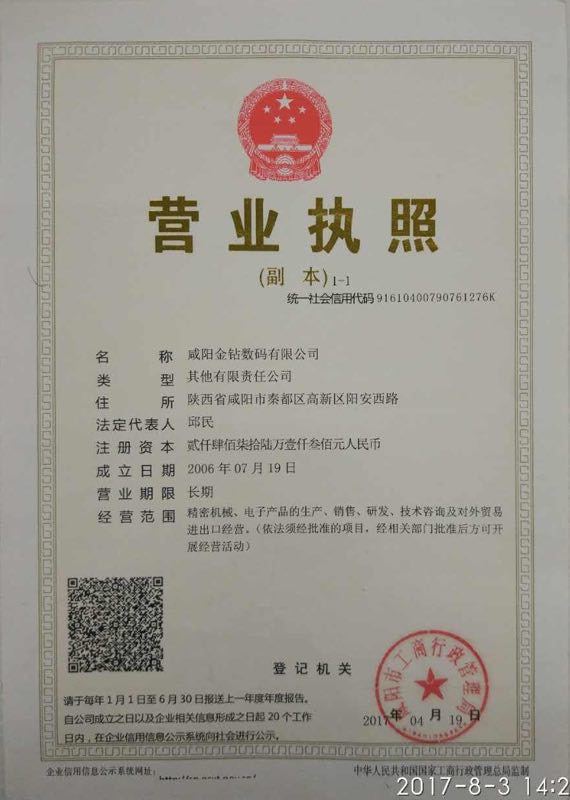 营业执照
(副 本) 1-1
统一社会信用代码 91610400790761276K
名 称 咸阳金钻数码有限公司
类 型 其他有限责任公司
住 所 陕西省咸阳市秦都区高新区阳安西路
法定代表人 邱民
注册资本 贰仟肆佰柒拾陆万壹仟叁佰元人民币
成立日期 2006年07月19日
营业期限 长期
经营范围 精密机械、电子产品的生产、销售、研发、技术咨询及对外贸易
进出口经营。(依法须经批准的项目，经相关部门批准后方可开
展经营活动)
登记机关
咸阳市工商行政管理局
请于每年1月1日至6月30日报送上一年度年度报告。
自公司成立之日以及企业相关信息形成之日起20个工作
日内，在企业信用信息公示系统向社会进行公示。
2017年 04月 19日
企业信用信息公示系统网址：
中华人民共和国国家工商行政管理总局监制
2017-8-3 14:2